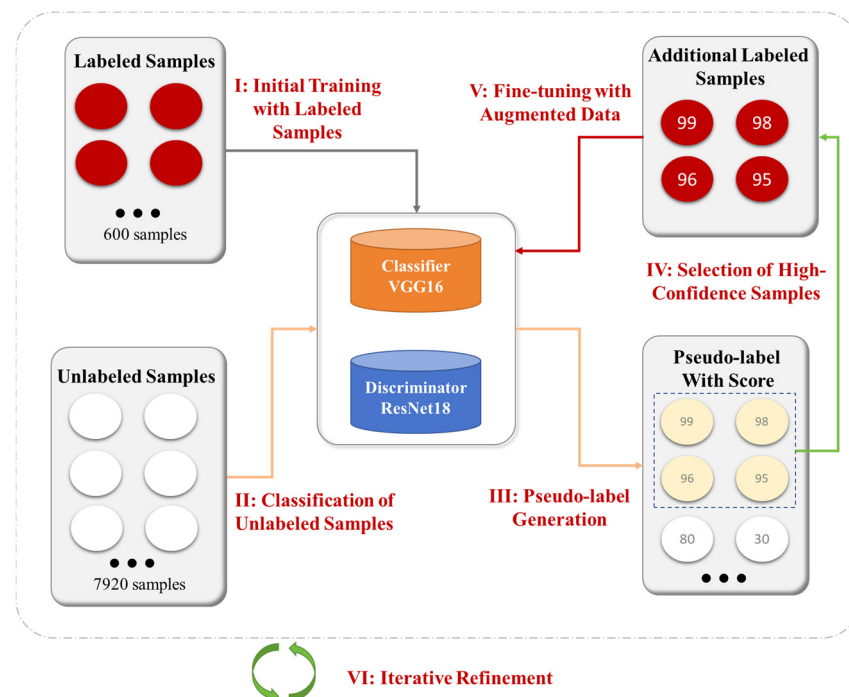 Labeled Samples
600 samples
I: Initial Training
with Labeled
Samples
V: Fine-tuning with
Augmented Data
Additional Labeled
Samples
99 98
96 95
Classifier
VGG16
Discriminator
ResNet18
IV: Selection of High-
Confidence Samples
Unlabeled Samples
7920 samples
II: Classification of
Unlabeled Samples
III: Pseudo-label
Generation
Pseudo-label
With Score
99 98
96 95
80 30
VI: Iterative Refinement